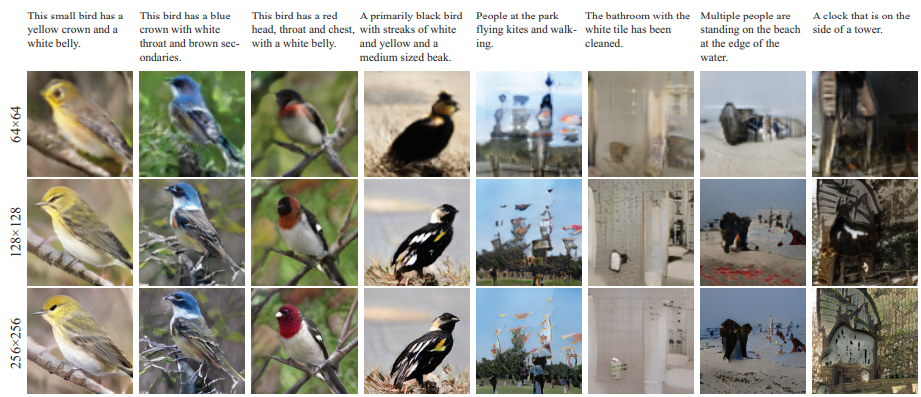 This small bird has a
yellow crown and a
white belly.
This bird has a blue
crown with white
throat and brown sec-
ondaries.
This bird has a red
head, throat and chest,
with a white belly.
A primarily black bird
with streaks of white
and yellow and a
medium sized beak.
People at the park
flying kites and walk-
ing.
The bathroom with the
white tile has been
cleaned.
Multiple people are
standing on the beach
at the edge of the
water.
A clock that is on the
side of a tower.
64×64
128×128
256×256